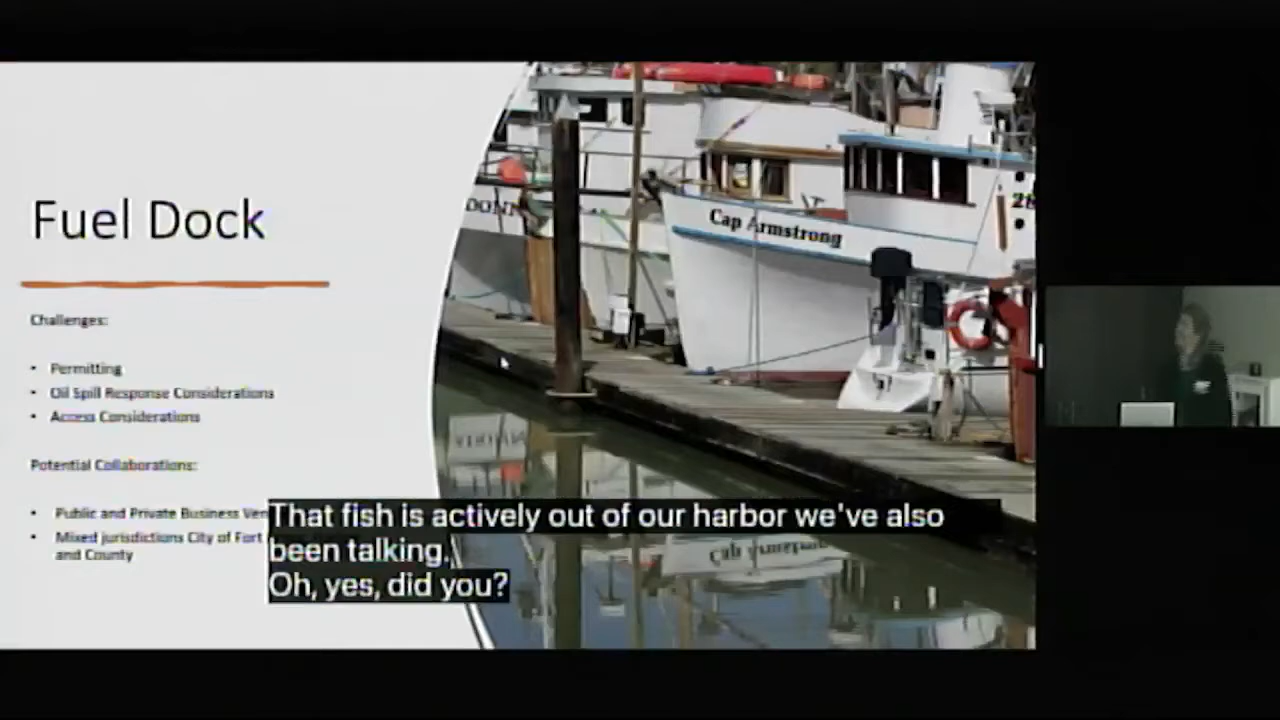 Fuel Dock
Challenges:
• Permitting
• Oil Spill Response Considerations
• Access Considerations
Potential Collaborations:
• Public and Private Business
• Mixed jurisdictions City of Fort
and County
Cap Armstrong
28
That fish is actively out of our harbor we've also
been talking.
Oh, yes, did you?